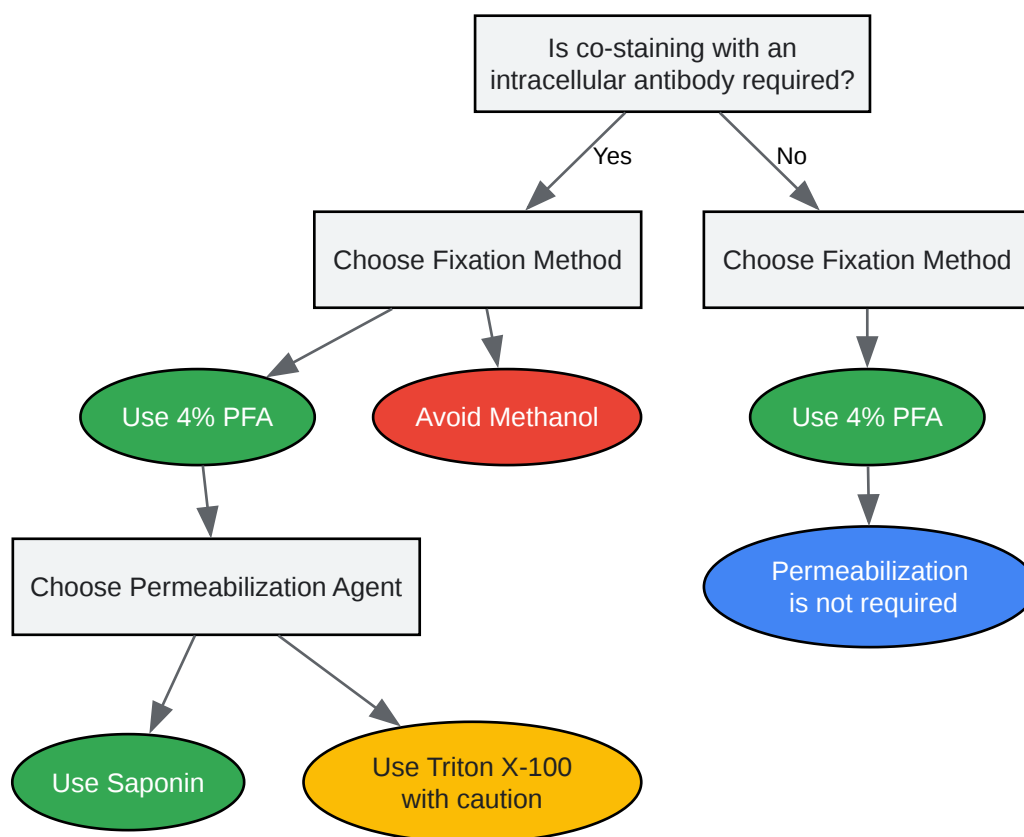 Is co-staining with an
intracellular antibody required?
Yes
No
Choose Fixation Method
Choose Fixation Method
Use 4% PFA
Avoid Methanol
Use 4% PFA
Choose Permeabilization Agent
Permeabilization
is not required
Use Saponin
Use Triton X-100
with caution